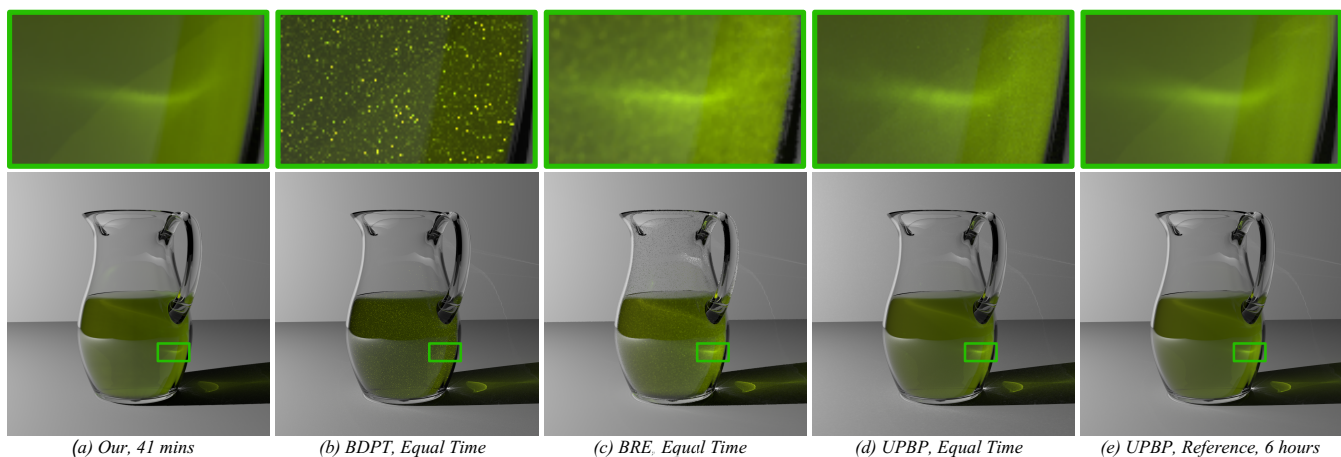 (a) Our, 41 mins
(b) BDPT, Equal Time
(c) BRE, Equal Time
(d) UPBP, Equal Time
(e) UPBP, Reference, 6 hours